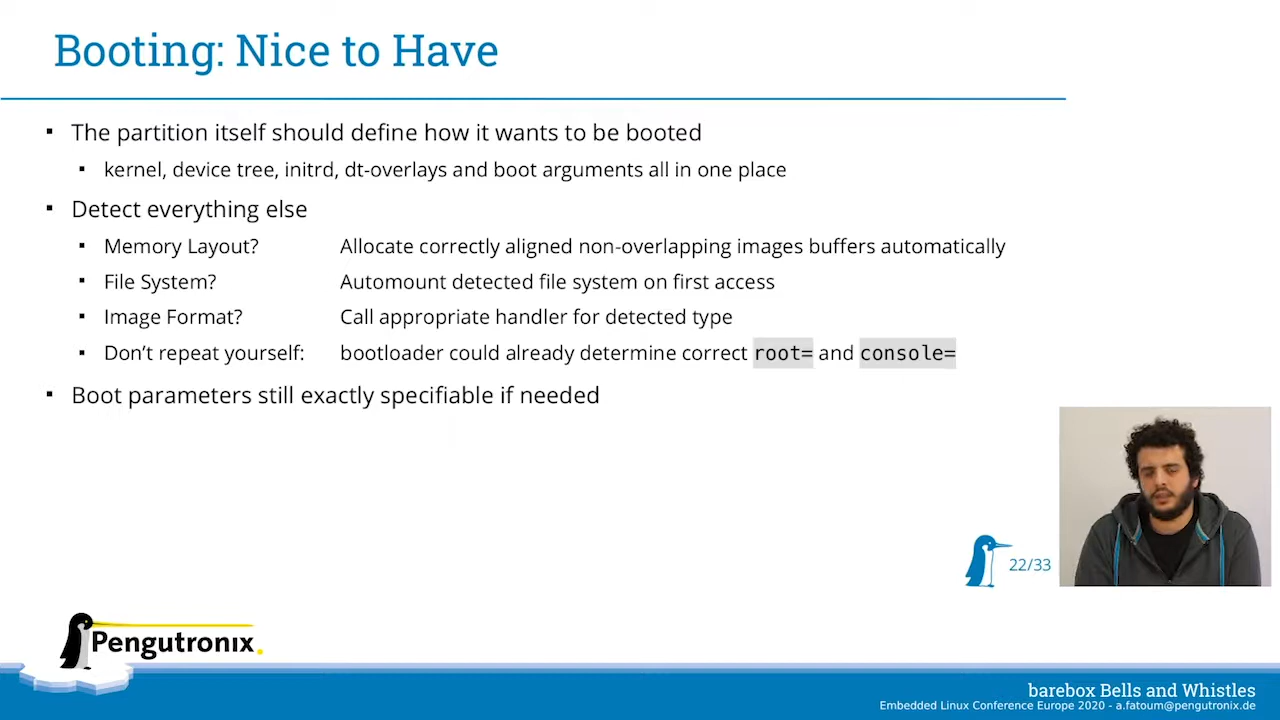 Booting: Nice to Have
The partition itself should define how it wants to be booted
kernel, device tree, initrd, dt-overlays and boot arguments all in one place
Detect everything else
Memory Layout? Allocate correctly aligned non-overlapping images buffers automatically
File System? Automount detected file system on first access
Image Format? Call appropriate handler for detected type
Don't repeat yourself: bootloader could already determine correct root= and console=
Boot parameters still exactly specifiable if needed
22/33
Pengutronix
barebox Bells and Whistles
Embedded Linux Conference Europe 2020 - a.fatoum@pengutronix.de